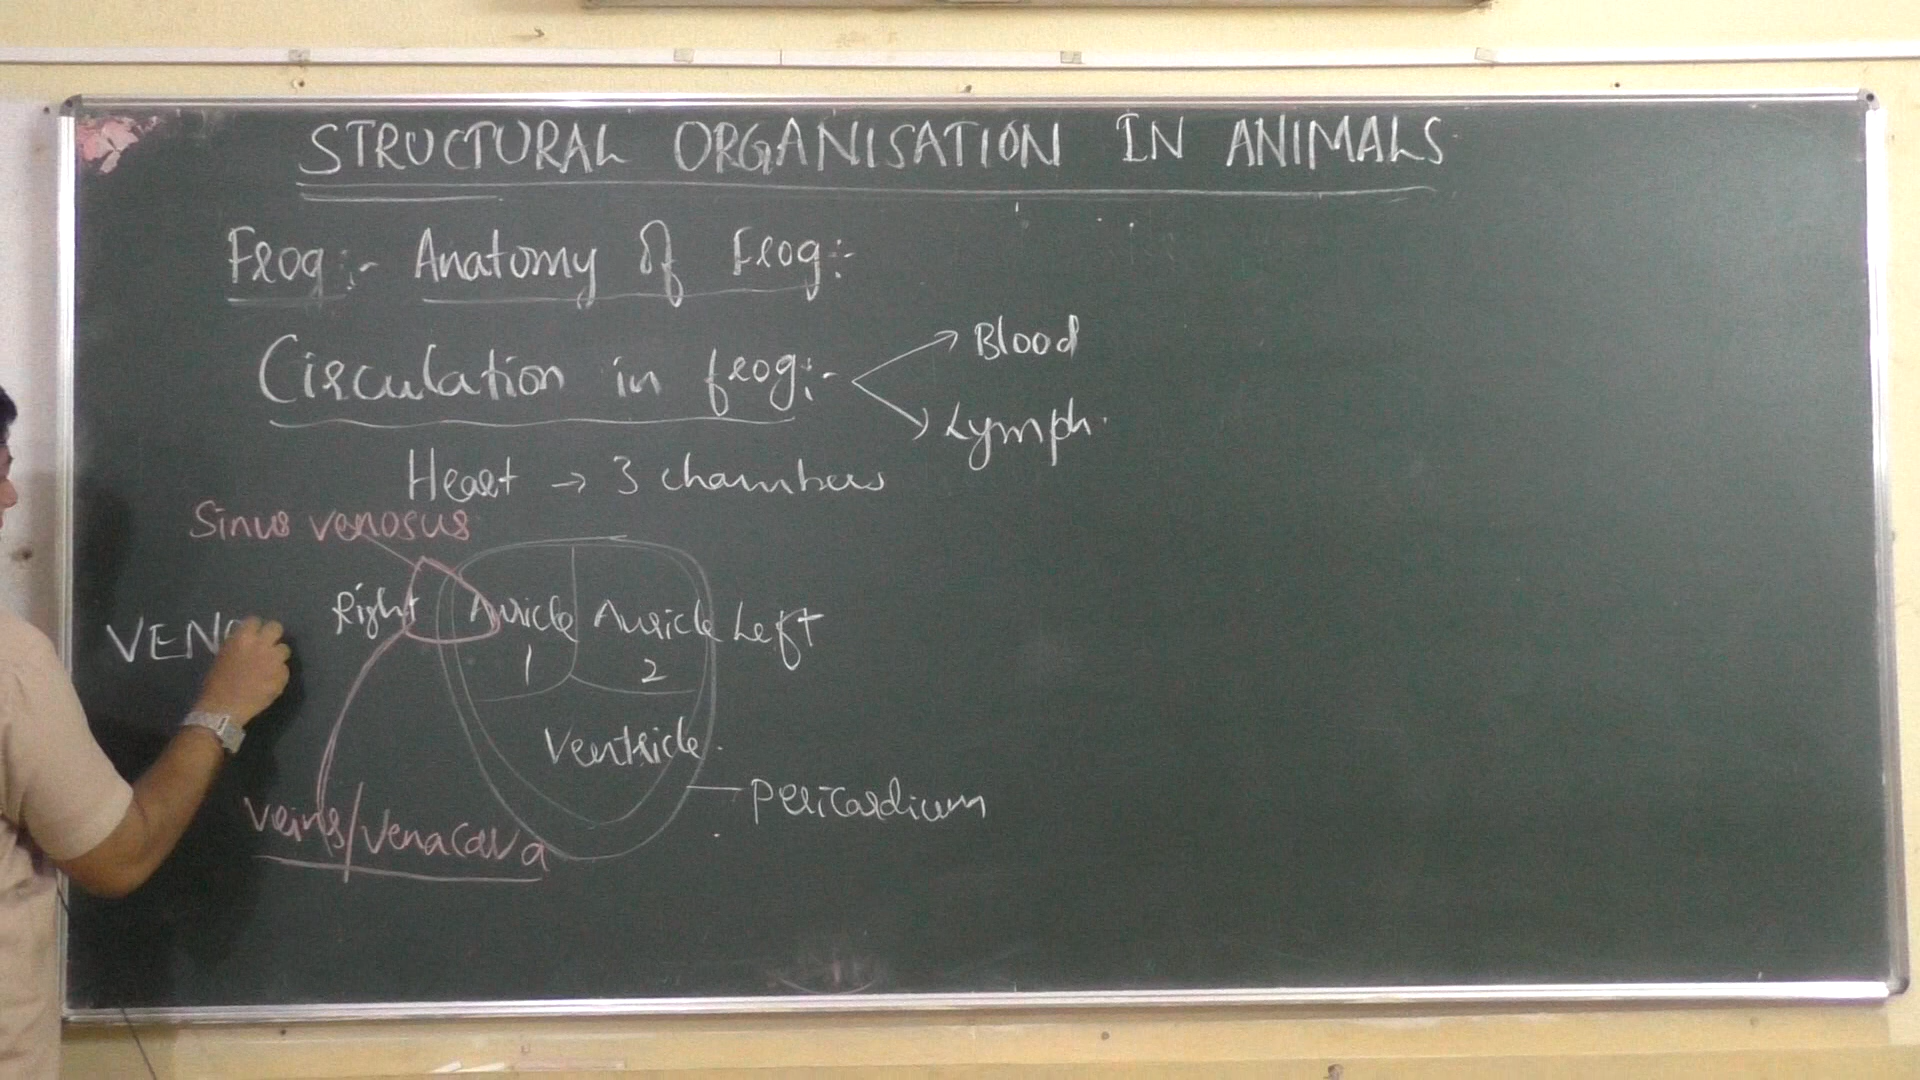 STRUCTURAL ORGANISATION IN ANIMALS
Frog:- Anatomy of Frog:-
Circulation in frog:-
Blood
Lymph.
Heart → 3 chambers
Sinus venosus
Right Auricle Auricle Left
1 2
VEN
Ventricle.
Pericardium
Veins/Venacava